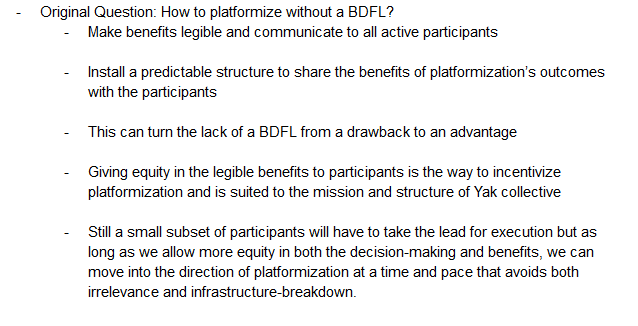 - Original Question: How to platformize without a BDFL?
- Make benefits legible and communicate to all active participants
- Install a predictable structure to share the benefits of platformization's outcomes
with the participants
- This can turn the lack of a BDFL from a drawback to an advantage
- Giving equity in the legible benefits to participants is the way to incentivize
platformization and is suited to the mission and structure of Yak collective
- Still a small subset of participants will have to take the lead for execution but as
long as we allow more equity in both the decision-making and benefits, we can
move into the direction of platformization at a time and pace that avoids both
irrelevance and infrastructure-breakdown.